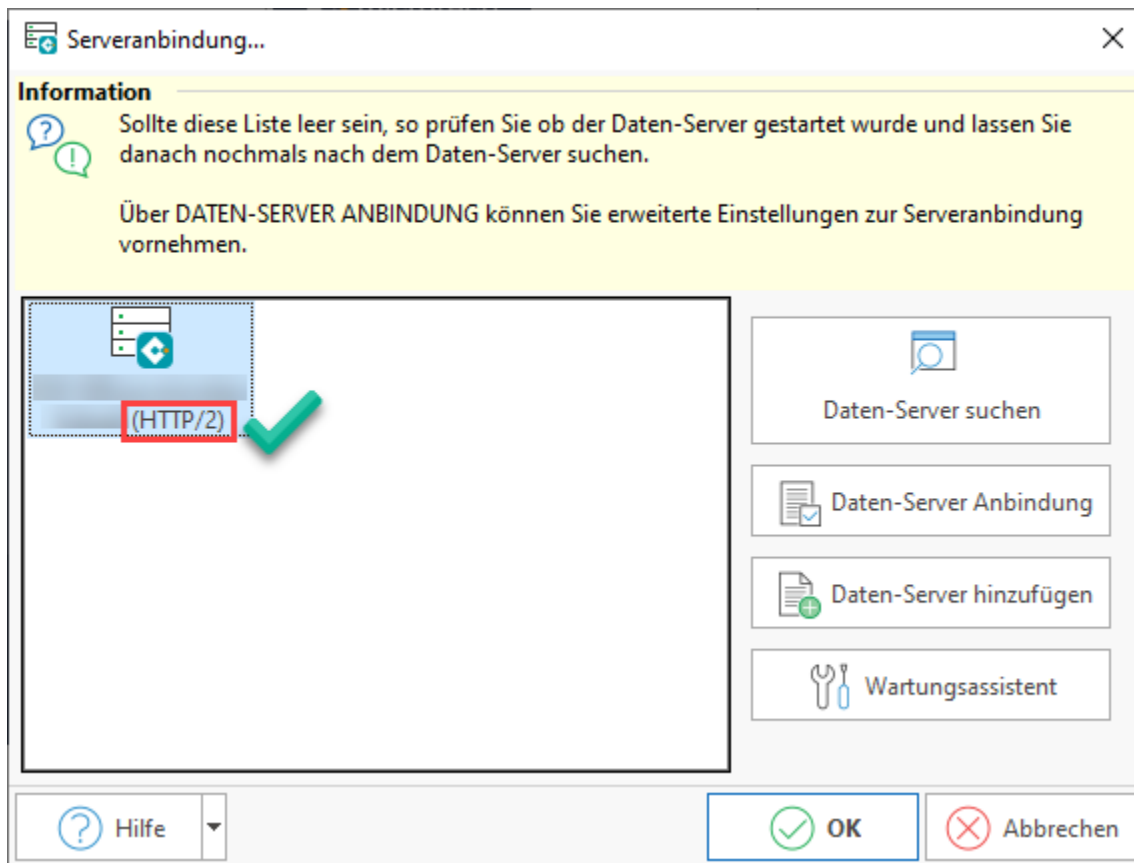 Serveranbindung...
Information
Sollte diese Liste leer sein, so prüfen Sie ob der Daten-Server gestartet wurde und lassen Sie
danach nochmals nach dem Daten-Server suchen.
Über DATEN-SERVER ANBINDUNG können Sie erweiterte Einstellungen zur Serveranbindung
vornehmen.
(HTTP/2)
Daten-Server suchen
Daten-Server Anbindung
Daten-Server hinzufügen
Wartungsassistent
Hilfe
OK
Abbrechen